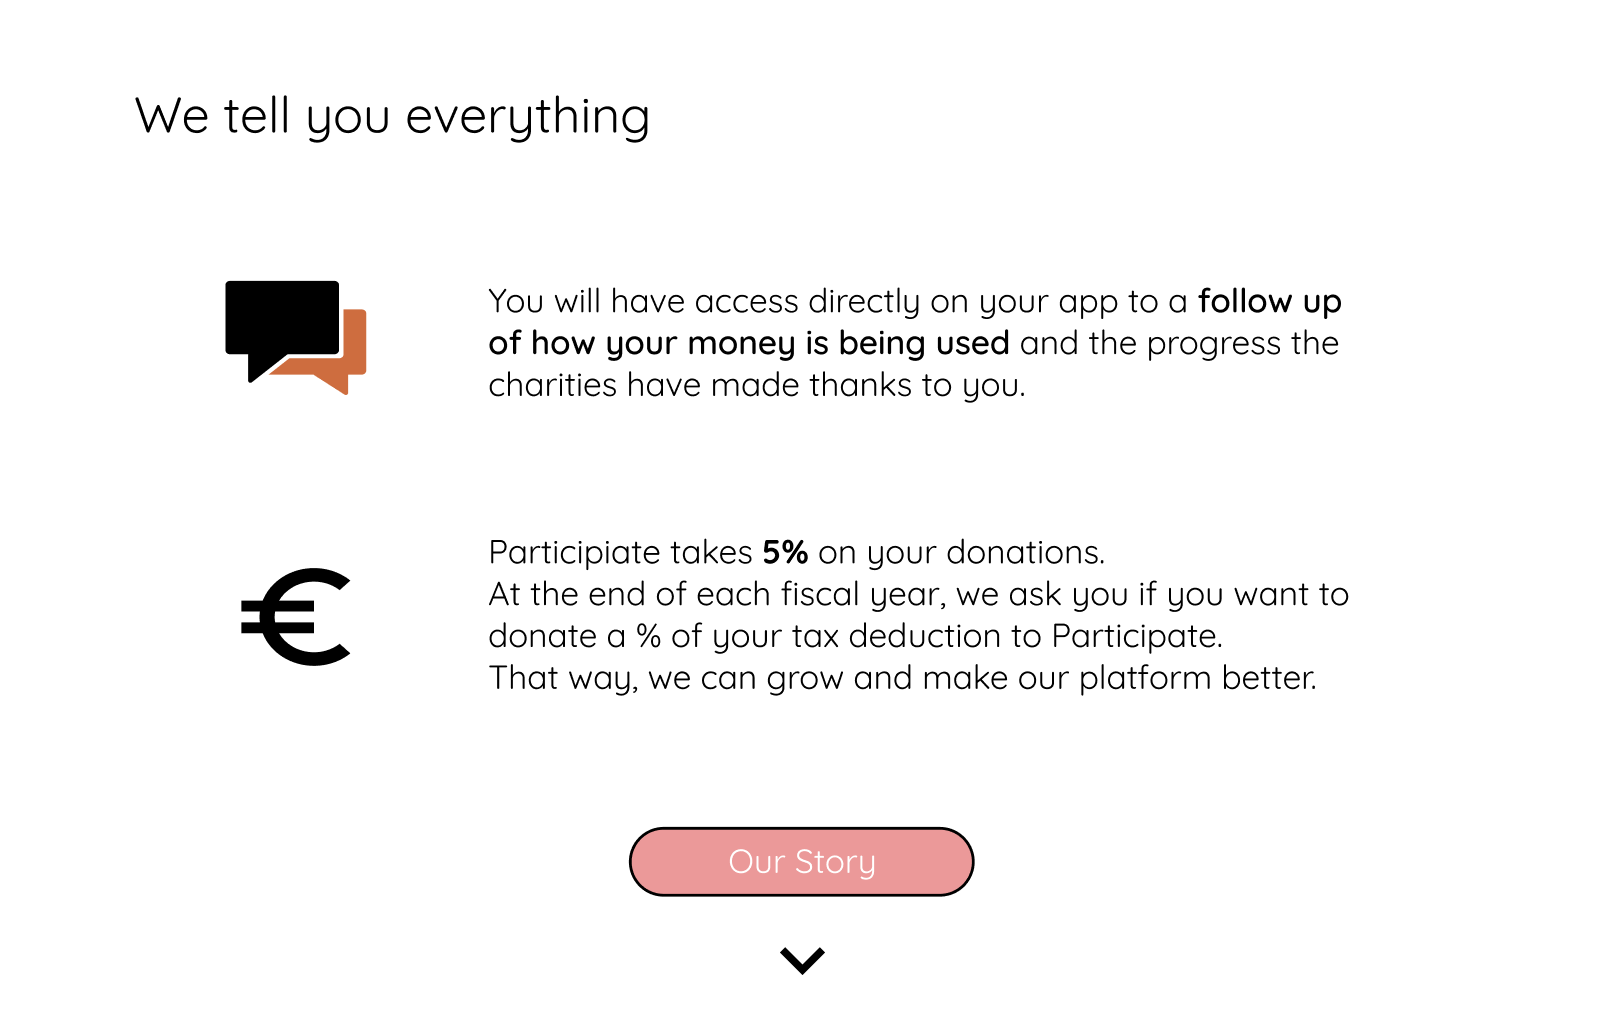 We tell you everything
You will have access directly on your app to a follow up
of how your money is being used and the progress the
charities have made thanks to you.
Participiate takes 5% on your donations.
At the end of each fiscal year, we ask you if you want to
donate a % of your tax deduction to Participate.
That way, we can grow and make our platform better.
Our Story